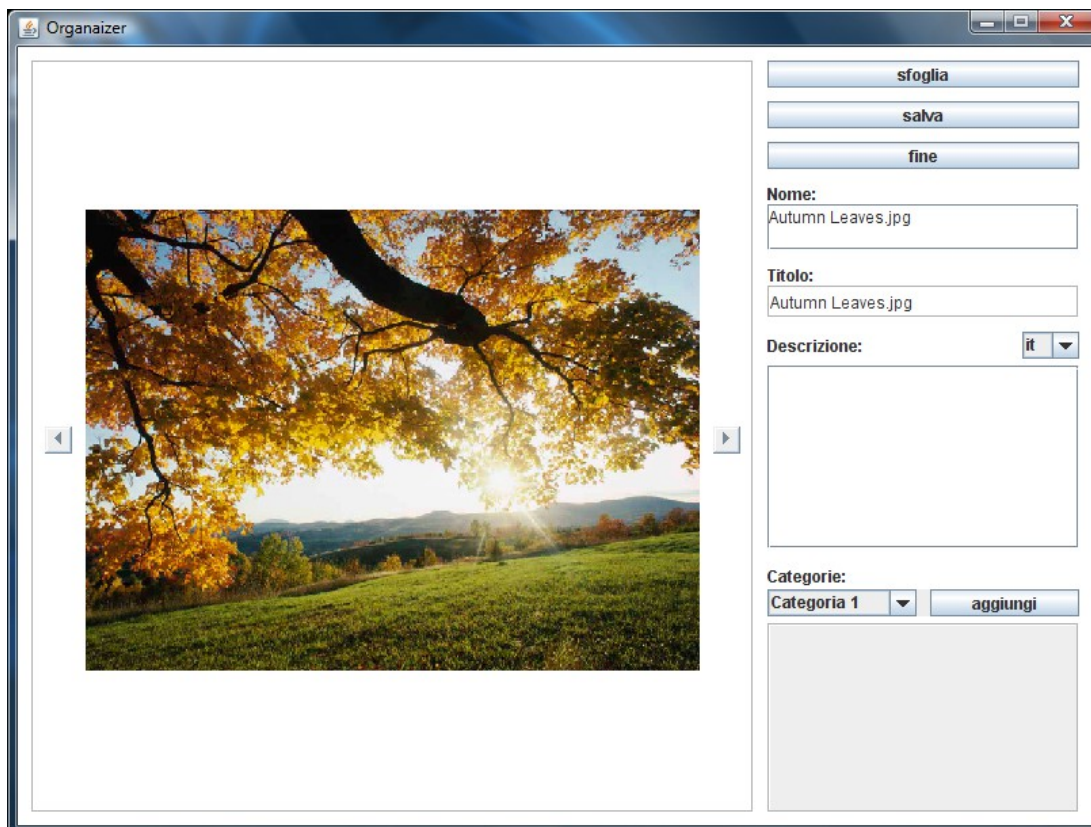 Organaizer
sfoglia
salva
fine
Nome:
Autumn Leaves.jpg
Titolo:
Autumn Leaves.jpg
Descrizione: it
Categorie:
Categoria 1 aggiungi